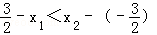 3/2 - x₁ < x₂ - (-3/2)